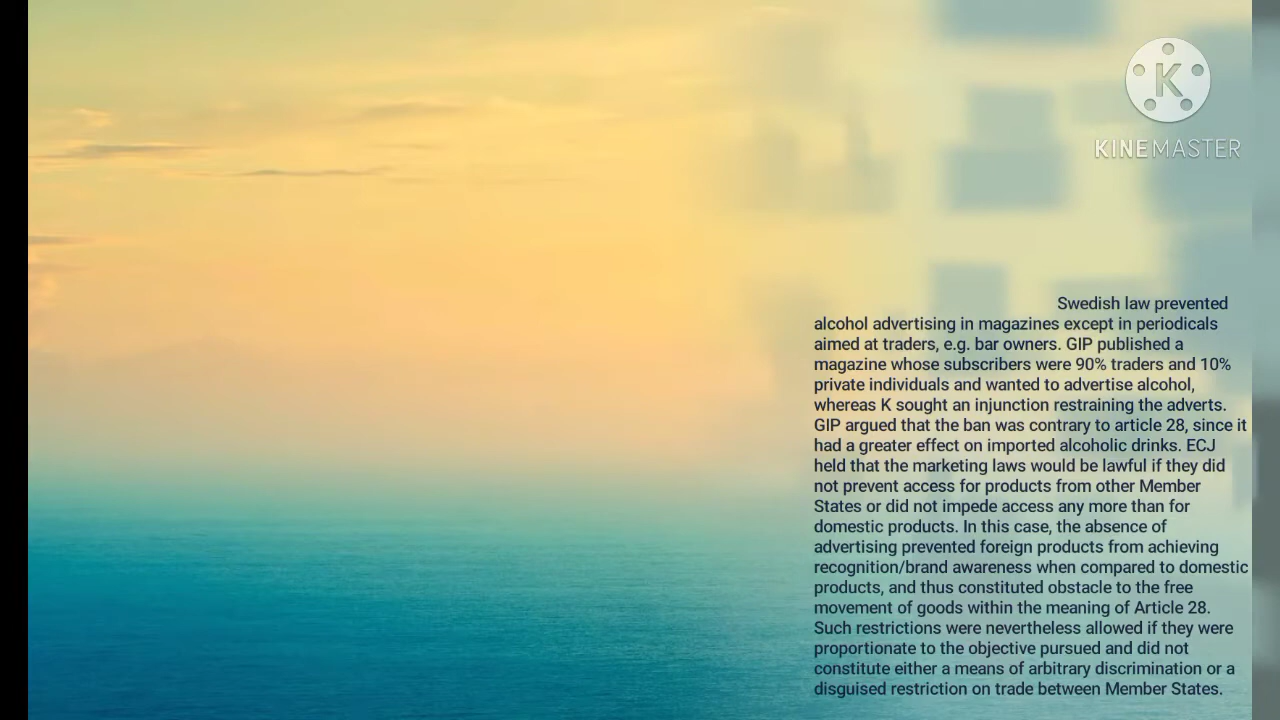 KINEMASTER
Swedish law prevented
alcohol advertising in magazines except in periodicals
aimed at traders, e.g. bar owners. GIP published a
magazine whose subscribers were 90% traders and 10%
private individuals and wanted to advertise alcohol,
whereas K sought an injunction restraining the adverts.
GIP argued that the ban was contrary to article 28, since it
had a greater effect on imported alcoholic drinks. ECJ
held that the marketing laws would be lawful if they did
not prevent access for products from other Member
States or did not impede access any more than for
domestic products. In this case, the absence of
advertising prevented foreign products from achieving
recognition/brand awareness when compared to domestic
products, and thus constituted obstacle to the free
movement of goods within the meaning of Article 28.
Such restrictions were nevertheless allowed if they were
proportionate to the objective pursued and did not
constitute either a means of arbitrary discrimination or a
disguised restriction on trade between Member States.